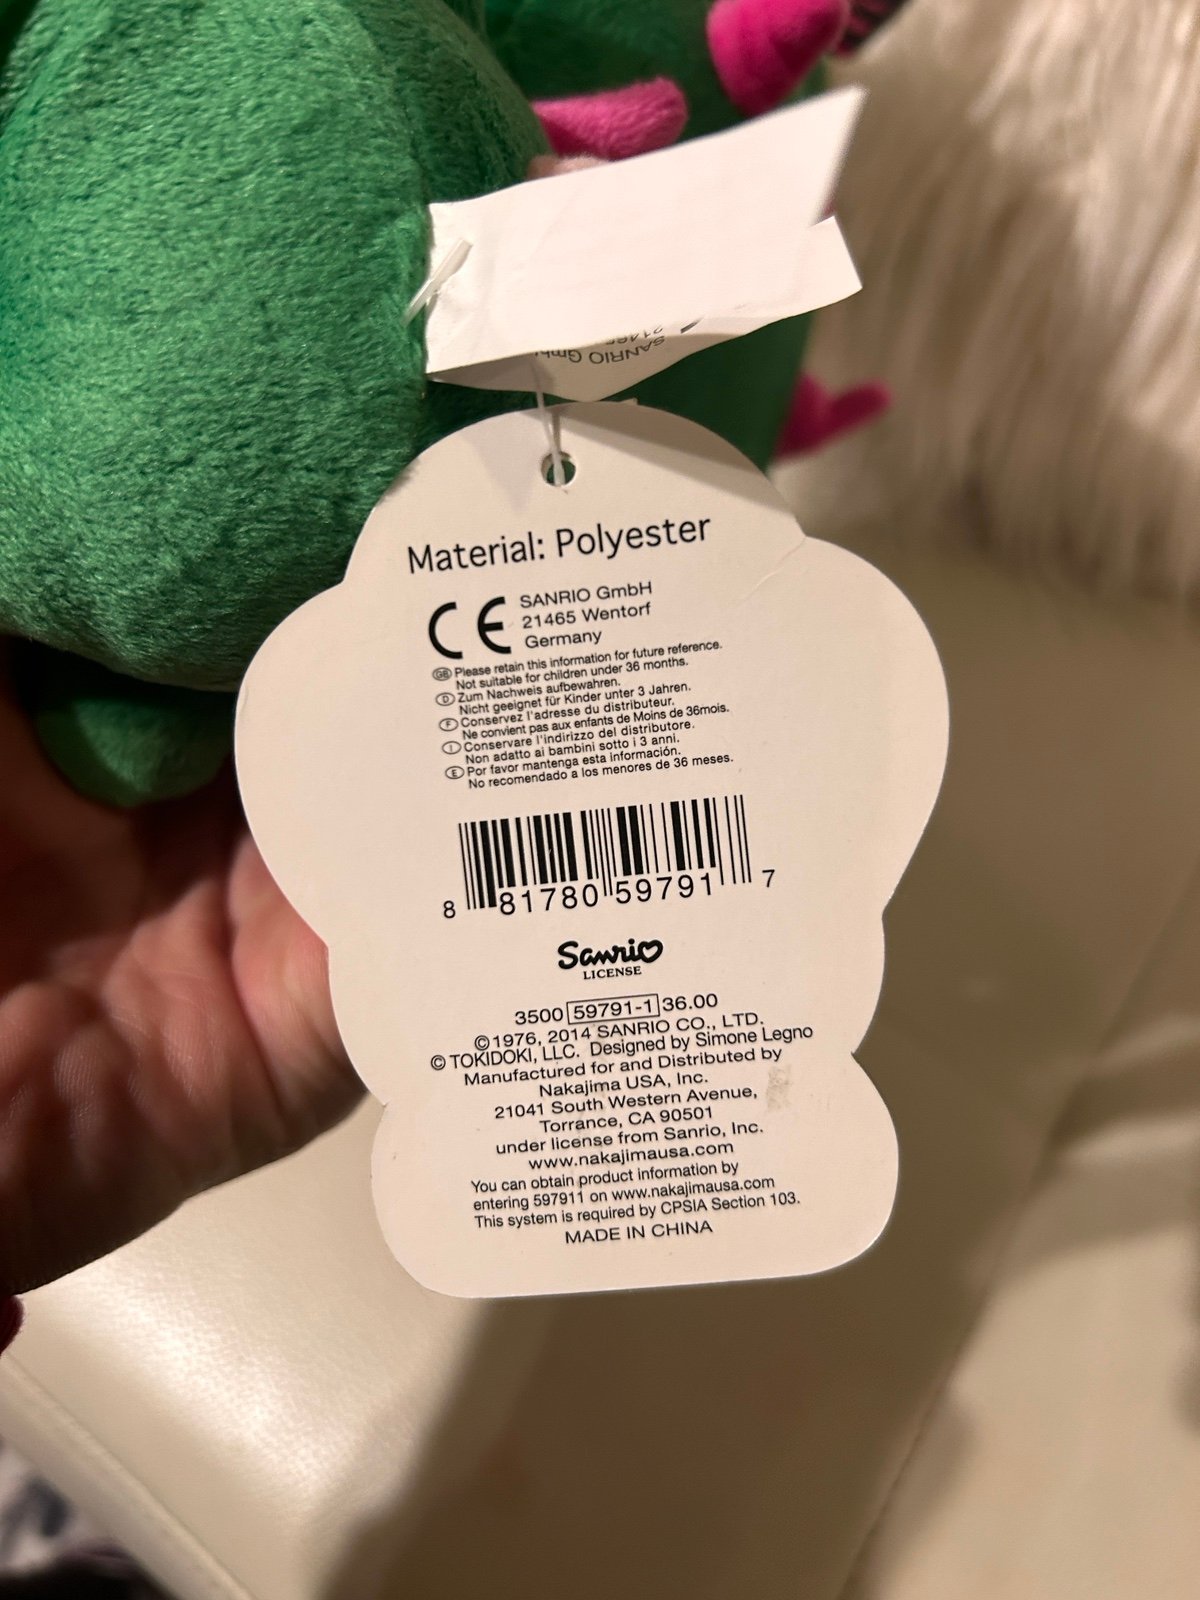 SANRIO GmbH
21465
Material: Polyester
CE SANRIO GmbH
21465 Wentorf
Germany
GB Please retain this information for future reference.
Not suitable for children under 36 months.
D Zum Nachweis aufbewahren.
Nicht geeignet für Kinder unter 3 Jahren.
F Conservez l'adresse du distributeur.
Ne convient pas aux enfants de Moins de 36mois.
I Conservare l'indirizzo del distributore.
Non adatto ai bambini sotto i 3 anni.
E Por favor mantenga esta información.
No recomendado a los menores de 36 meses.
8 81780 59791 7
Sanrio
LICENSE
3500 59791-1 36.00
©1976, 2014 SANRIO CO., LTD.
© TOKIDOKI, LLC. Designed by Simone Legno
Manufactured for and Distributed by
Nakajima USA, Inc.
21041 South Western Avenue,
Torrance, CA 90501
under license from Sanrio, Inc.
www.nakajimausa.com
You can obtain product information by
entering 597911 on www.nakajimausa.com
This system is required by CPSIA Section 103.
MADE IN CHINA